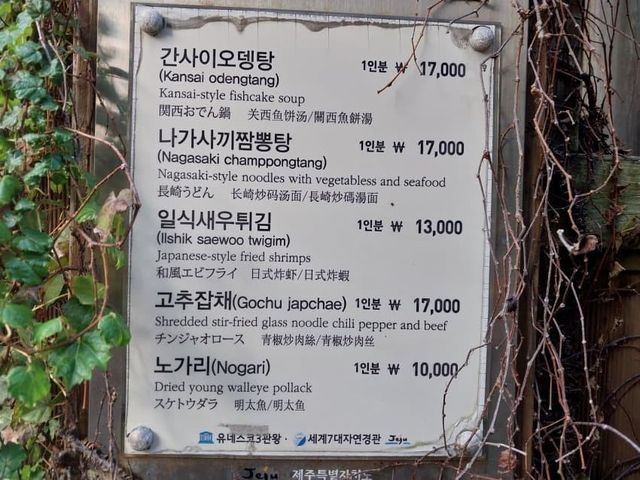 간사이오뎅탕 1인분 ₩ 17,000
(Kansai odengtang)
Kansai-style fishcake soup
関西おでん鍋 关西鱼饼汤/關西魚餅湯
나가사끼짬뽕탕 1인분 ₩ 17,000
(Nagasaki champpongtang)
Nagasaki-style noodles with vegetabless and seafood
長崎うどん 长崎炒码汤面/長崎炒碼湯面
일식새우튀김 1인분 ₩ 13,000
(Ilshik saewoo twigim)
Japanese-style fried shrimps
和風エビフライ 日式炸虾/日式炸蝦
고추잡채(Gochu japchae) 1인분 ₩ 17,000
Shredded stir-fried glass noodle chili pepper and beef
チンジャオロース 青椒炒肉絲/青椒炒肉丝
노가리(Nogari) 1인분 ₩ 10,000
Dried young walleye pollack
スケトウダラ 明太魚/明太鱼
유네스코3관왕 · 세계7대자연경관 Jeju
Jeju 제주특별자치도